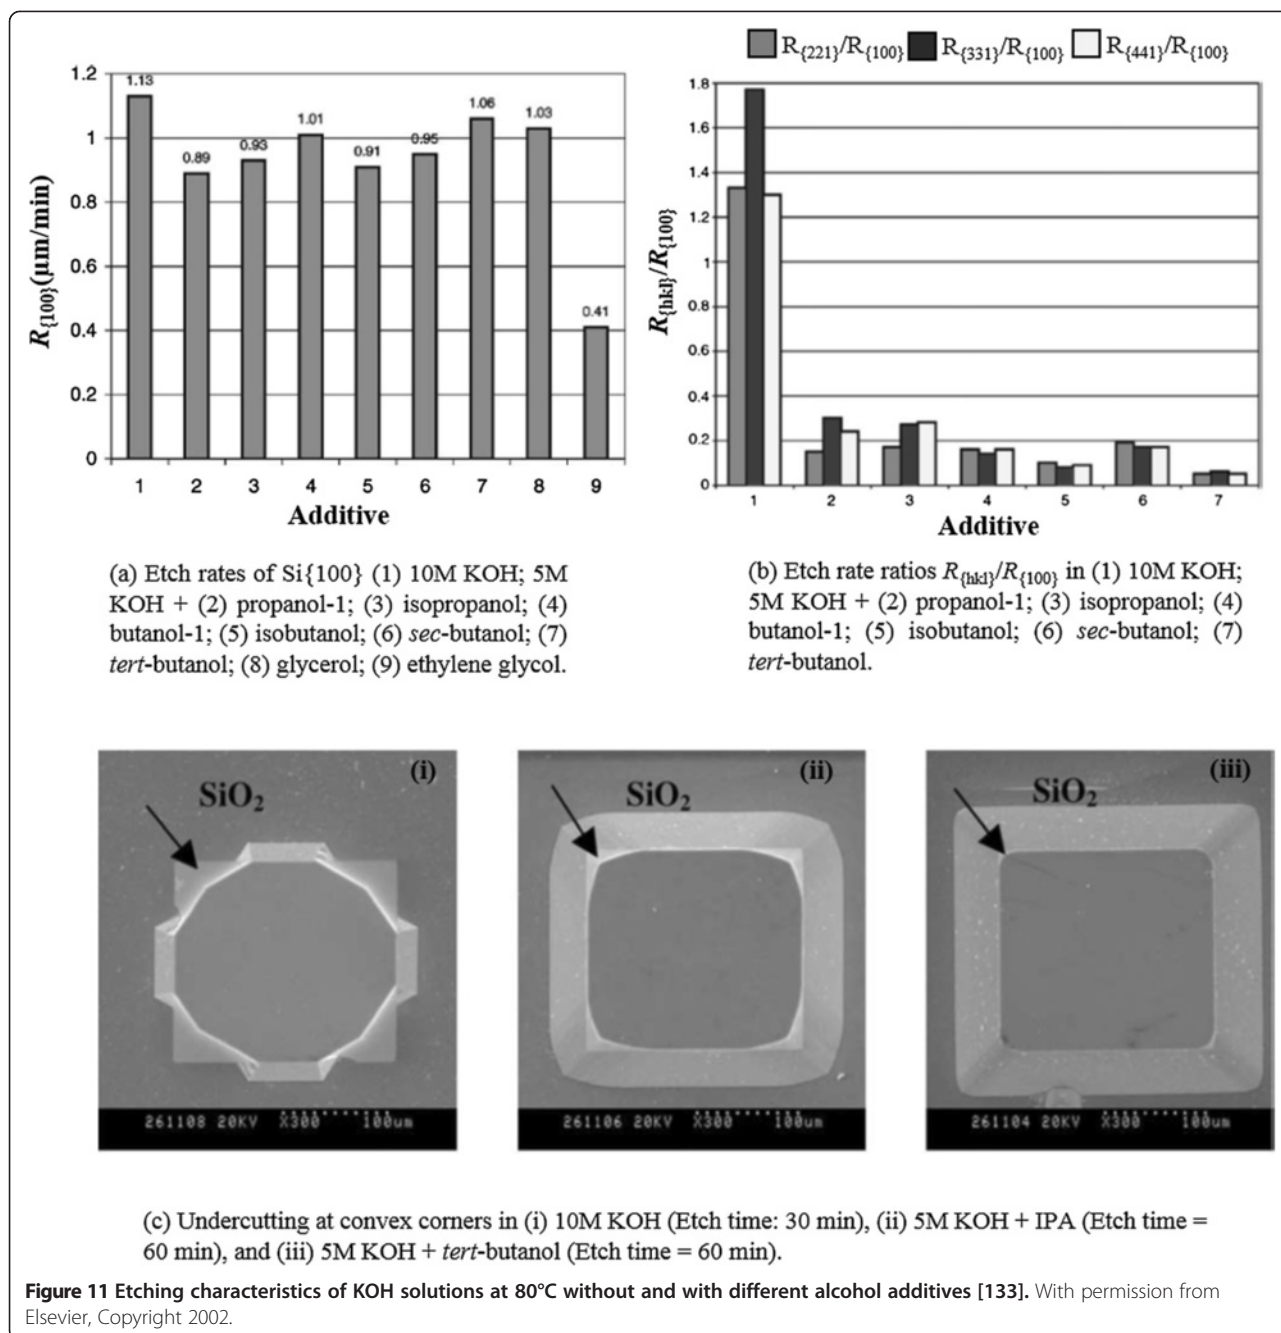 R{221}/R{100} R{331}/R{100} R{441}/R{100}
1.2
1
0.8
0.6
0.4
0.2
0
R{100}(μm/min)
1.13
0.89
0.93
1.01
0.91
0.95
1.06
1.03
0.41
1 2 3 4 5 6 7 8 9
Additive
1.8
1.6
1.4
1.2
1
0.8
0.6
0.4
0.2
0
R{hkl}/R{100}
1 2 3 4 5 6 7
Additive
(a) Etch rates of Si{100} (1) 10M KOH; 5M
KOH + (2) propanol-1; (3) isopropanol; (4)
butanol-1; (5) isobutanol; (6) sec-butanol; (7)
tert-butanol; (8) glycerol; (9) ethylene glycol.
(b) Etch rate ratios R{hkl}/R{100} in (1) 10M KOH;
5M KOH + (2) propanol-1; (3) isopropanol; (4)
butanol-1; (5) isobutanol; (6) sec-butanol; (7)
tert-butanol.
(i)
SiO2
261108 20KV X300 100um
(ii)
SiO2
261106 20KV X300 100um
(iii)
SiO2
261104 20KV X300 100um
(c) Undercutting at convex corners in (i) 10M KOH (Etch time: 30 min), (ii) 5M KOH + IPA (Etch time =
60 min), and (iii) 5M KOH + tert-butanol (Etch time = 60 min).
Figure 11 Etching characteristics of KOH solutions at 80°C without and with different alcohol additives [133]. With permission from
Elsevier, Copyright 2002.